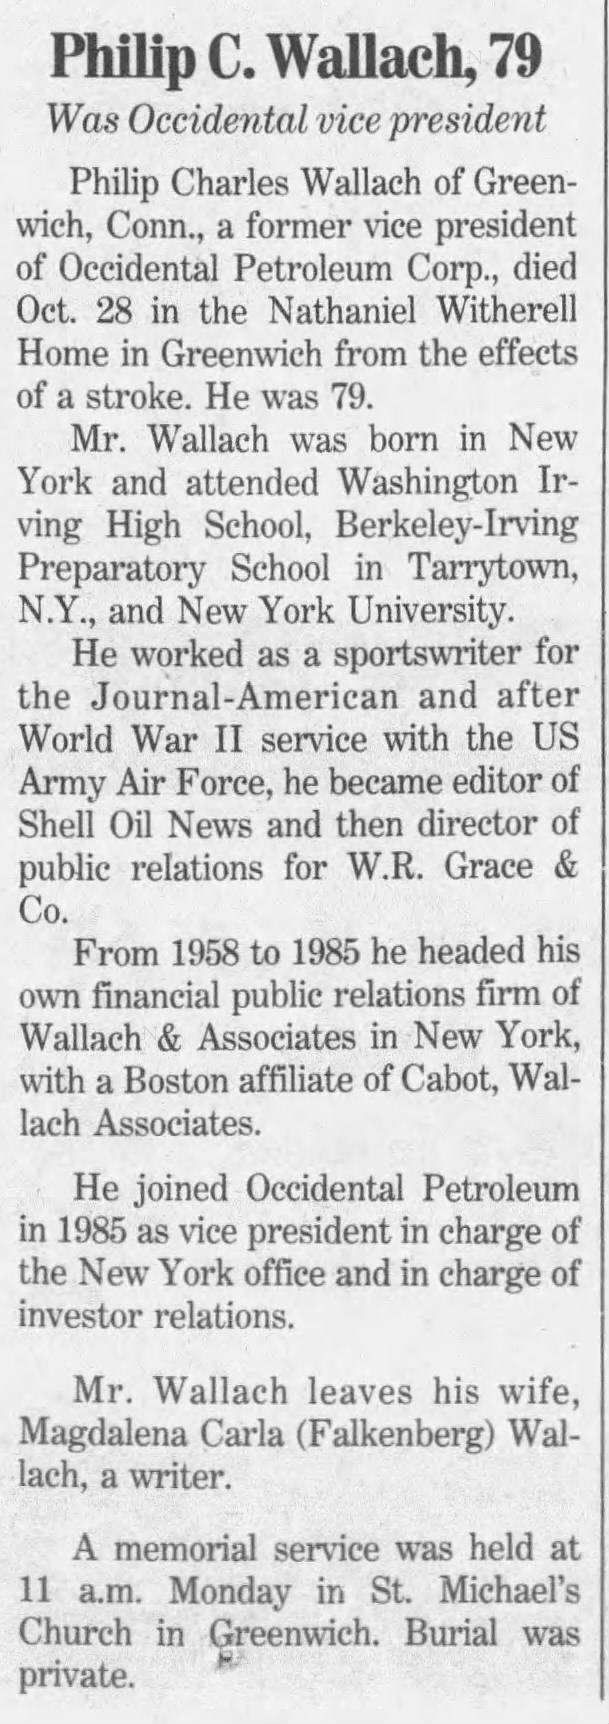 Philip C. Wallach, 79
Was Occidental vice president
Philip Charles Wallach of Green-
wich, Conn., a former vice president
of Occidental Petroleum Corp., died
Oct. 28 in the Nathaniel Witherell
Home in Greenwich from the effects
of a stroke. He was 79.
Mr. Wallach was born in New
York and attended Washington Ir-
ving High School, Berkeley-Irving
Preparatory School in Tarrytown,
N.Y., and New York University.
He worked as a sportswriter for
the Journal-American and after
World War II service with the US
Army Air Force, he became editor of
Shell Oil News and then director of
public relations for W.R. Grace &
Co.
From 1958 to 1985 he headed his
own financial public relations firm of
Wallach & Associates in New York,
with a Boston affiliate of Cabot, Wal-
lach Associates.
He joined Occidental Petroleum
in 1985 as vice president in charge of
the New York office and in charge of
investor relations.
Mr. Wallach leaves his wife,
Magdalena Carla (Falkenberg) Wal-
lach, a writer.
A memorial service was held at
11 a.m. Monday in St. Michael's
Church in Greenwich. Burial was
private.